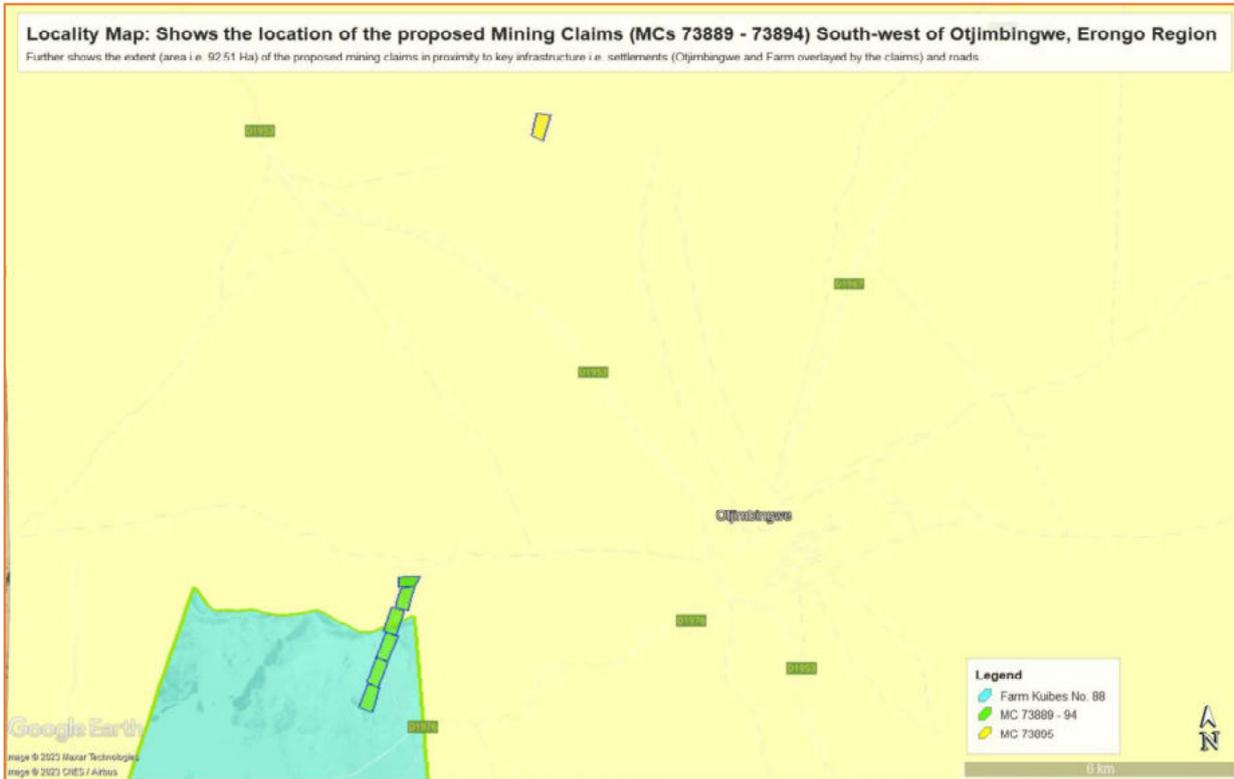 Locality Map: Shows the location of the proposed Mining Claims (MCs 73889 - 73894) South-west of Otjimbingwe, Erongo Region
Further shows the extent (area i.e. 92.51 Ha) of the proposed mining claims in proximity to key infrastructure i.e. settlements (Otjimbingwe and Farm overlayed by the claims) and roads.
D1953
D1967
D1953
Otjimbingwe
D1976
D1953
D1976
Legend
Farm Kuibes No. 88
MC 73889 - 94
MC 73895
N
6 km
Google Earth
Image © 2023 Maxar Technologies
Image © 2023 CNES / Airbus